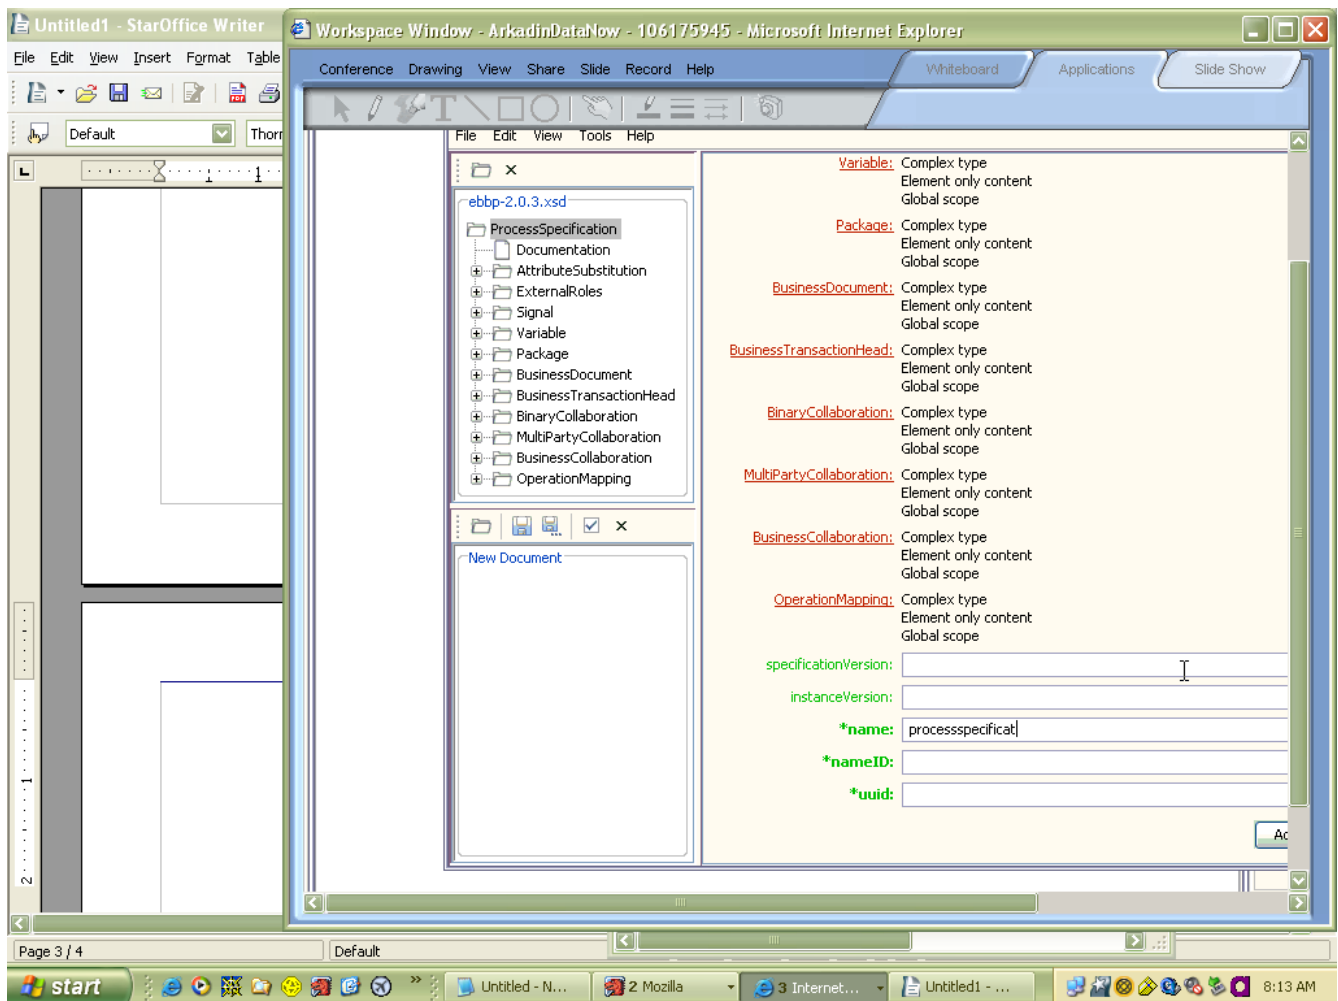 Untitled1 - StarOffice Writer
File Edit View Insert Format Table
Default
Thorn
1
Workspace Window - ArkadinDataNow - 106175945 - Microsoft Internet Explorer
Conference Drawing View Share Slide Record Help
Whiteboard Applications Slide Show
File Edit View Tools Help
ebbp-2.0.3.xsd
ProcessSpecification
Documentation
AttributeSubstitution
ExternalRoles
Signal
Variable
Package
BusinessDocument
BusinessTransactionHead
BinaryCollaboration
MultiPartyCollaboration
BusinessCollaboration
OperationMapping
New Document
Variable: Complex type
Element only content
Global scope
Package: Complex type
Element only content
Global scope
BusinessDocument: Complex type
Element only content
Global scope
BusinessTransactionHead: Complex type
Element only content
Global scope
BinaryCollaboration: Complex type
Element only content
Global scope
MultiPartyCollaboration: Complex type
Element only content
Global scope
BusinessCollaboration: Complex type
Element only content
Global scope
OperationMapping: Complex type
Element only content
Global scope
specificationVersion:
instanceVersion:
*name: processspecificat
*nameID:
*uuid:
1
2
Page 3 / 4
Default
start
Untitled - N...
2 Mozilla
3 Internet...
Untitled1 - ...
8:13 AM